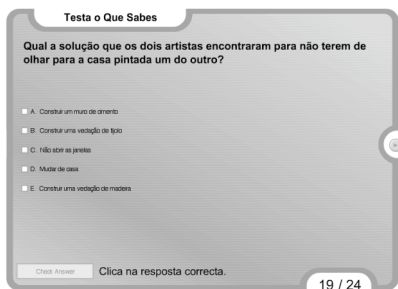 Testa o Que Sabes
Qual a solução que os dois artistas encontraram para não terem de
olhar para a casa pintada um do outro?
A. Construir um muro de cimento
B. Construir uma vedação de tijolo
C. Não abrir as janelas
D. Mudar de casa
E. Construir uma vedação de madeira
Check Answer
Clica na resposta correcta.
19 / 24